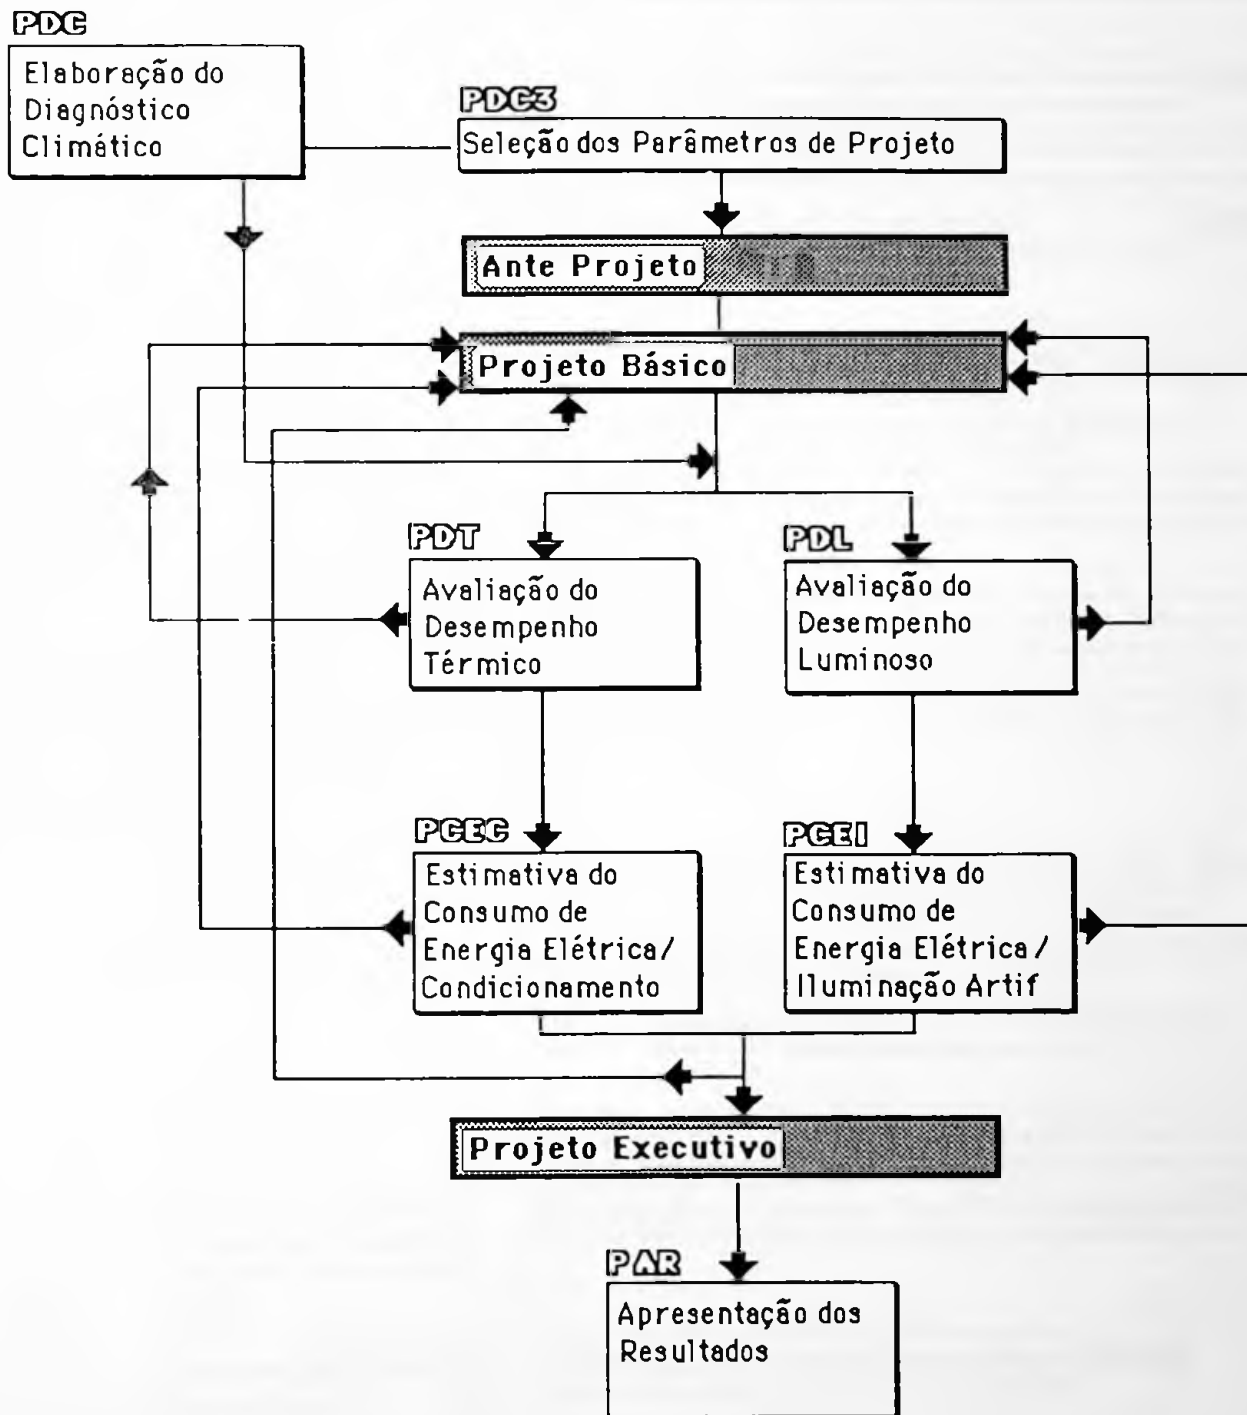 PDC
Elaboração do
Diagnóstico
Climático
PDC3
Seleção dos Parâmetros de Projeto
Ante Projeto
Projeto Básico
PDT
Avaliação do
Desempenho
Térmico
PDL
Avaliação do
Desempenho
Luminoso
PCEC
Estimativa do
Consumo de
Energia Elétrica/
Condicionamento
PCEI
Estimativa do
Consumo de
Energia Elétrica/
Iluminação Artif
Projeto Executivo
PAR
Apresentação dos
Resultados